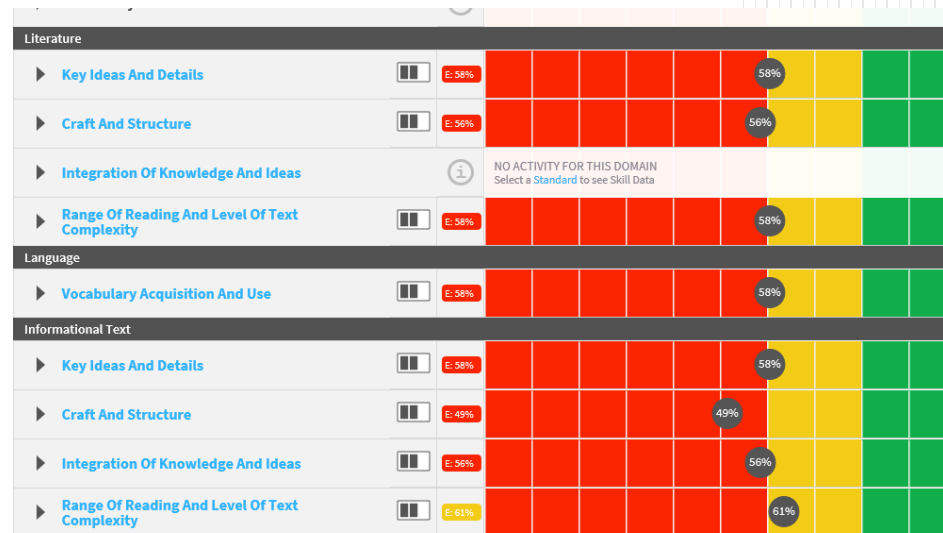 Literature
Key Ideas And Details E: 58% 58%
Craft And Structure E: 56% 56%
Integration Of Knowledge And Ideas i NO ACTIVITY FOR THIS DOMAIN
Select a Standard to see Skill Data
Range Of Reading And Level Of Text
Complexity E: 58% 58%
Language
Vocabulary Acquisition And Use E: 58% 58%
Informational Text
Key Ideas And Details E: 58% 58%
Craft And Structure E: 49% 49%
Integration Of Knowledge And Ideas E: 56% 56%
Range Of Reading And Level Of Text
Complexity E: 61% 61%